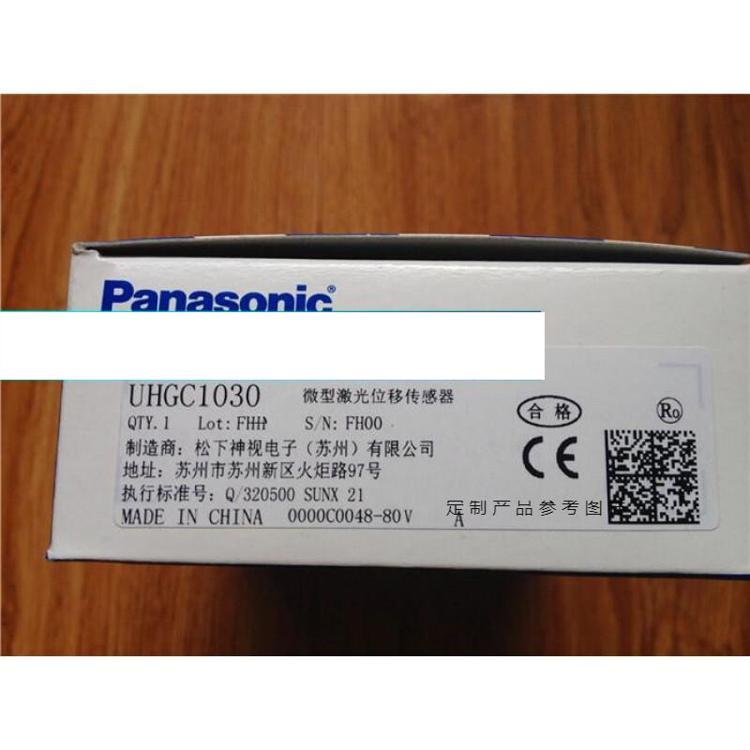 Panasonic
UHGC1030 微型激光位移传感器
QTY.1 Lot: S/N: FH00
合格
制造商: 松下神视电子(苏州)有限公司
CE
地址: 苏州市苏州新区火炬路97号
执行标准号: Q/320500 SUNX 21
定制产品参考图
MADE IN CHINA 0000C0048-80V A